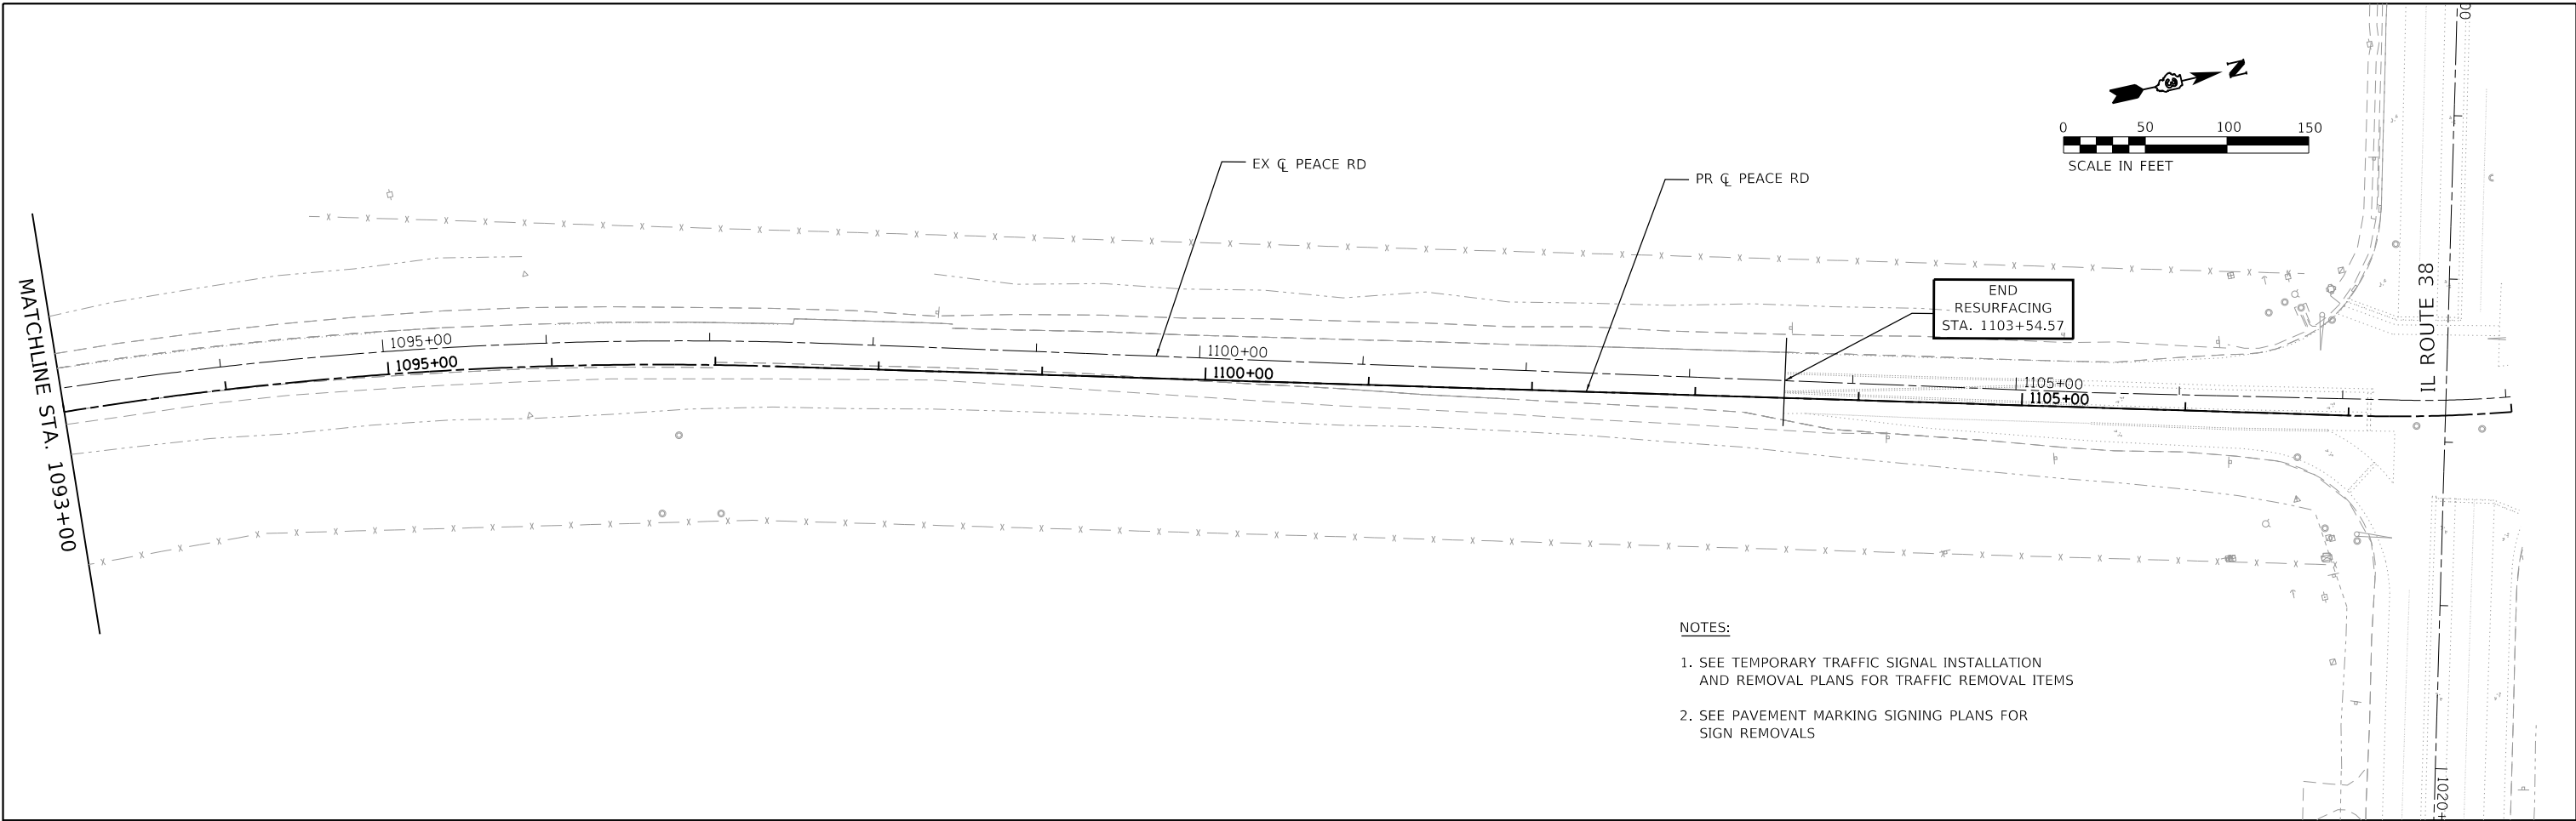 00
N
0 50 100 150
SCALE IN FEET
EX ℄ PEACE RD
PR ℄ PEACE RD
END
RESURFACING
STA. 1103+54.57
MATCHLINE STA. 1093+00
1095+00
1095+00
1100+00
1100+00
1105+00
1105+00
IL ROUTE 38
NOTES:
1. SEE TEMPORARY TRAFFIC SIGNAL INSTALLATION
AND REMOVAL PLANS FOR TRAFFIC REMOVAL ITEMS
2. SEE PAVEMENT MARKING SIGNING PLANS FOR
SIGN REMOVALS
1020+